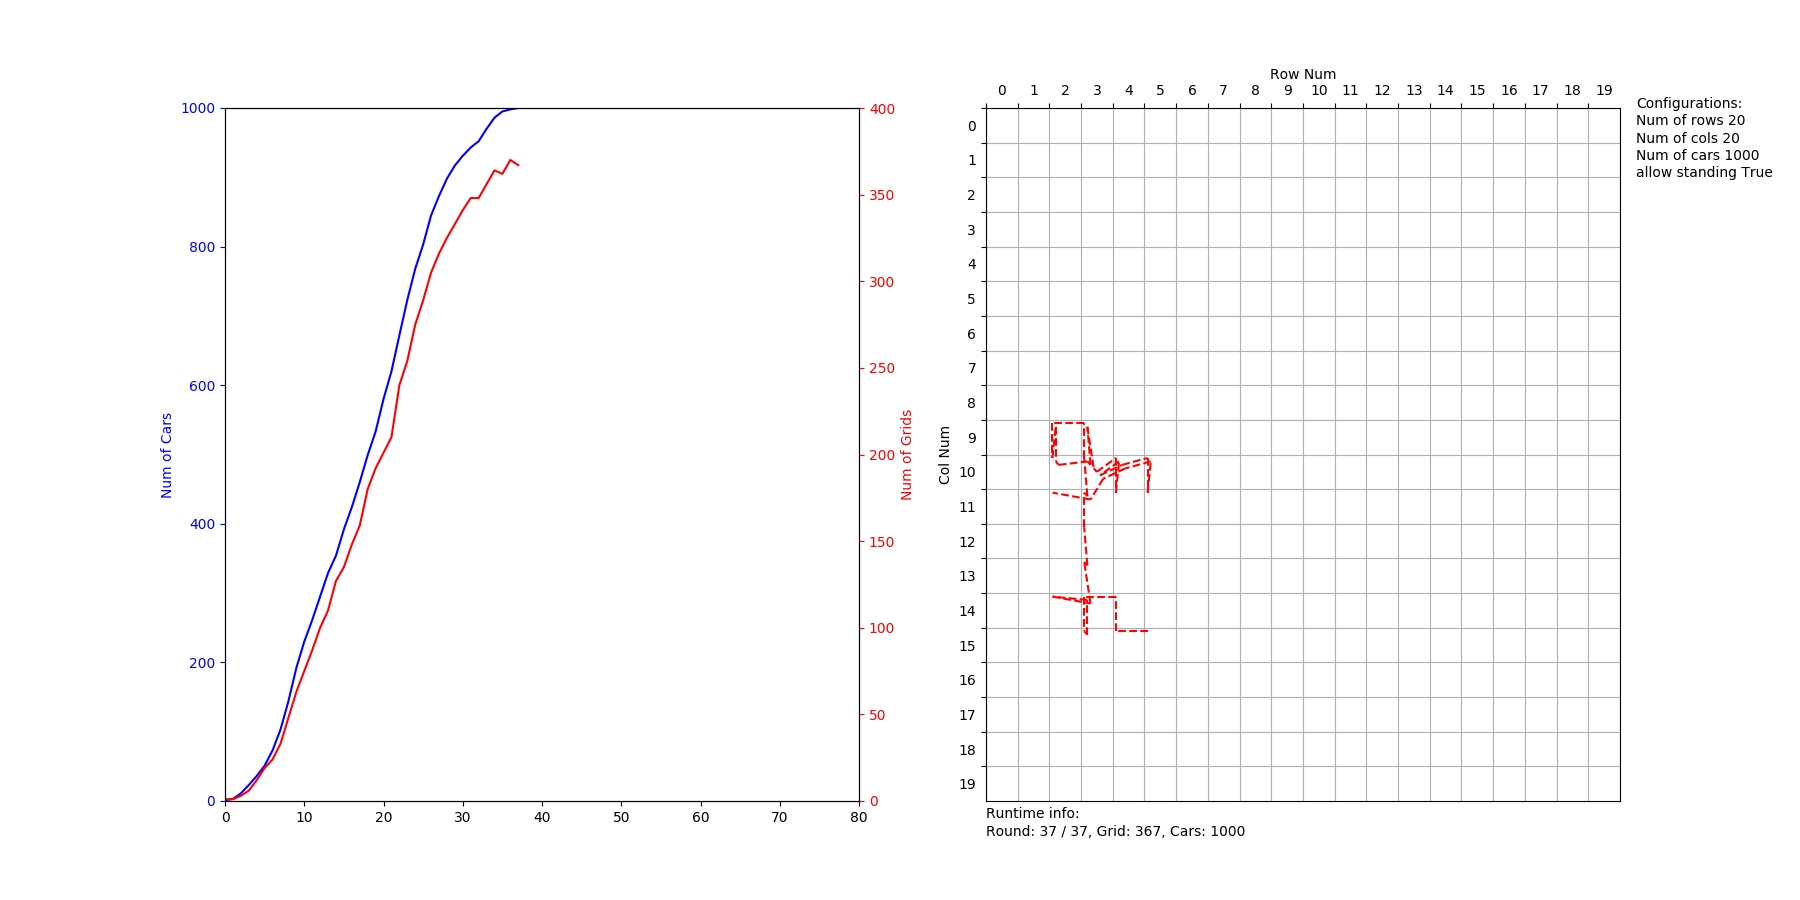 Num of Cars
1000
800
600
400
200
0
0 10 20 30 40 50 60 70 80
400
350
300
250
200
150
100
50
0
Num of Grids
Row Num
0 1 2 3 4 5 6 7 8 9 10 11 12 13 14 15 16 17 18 19
Col Num
0
1
2
3
4
5
6
7
8
9
10
11
12
13
14
15
16
17
18
19
Configurations:
Num of rows 20
Num of cols 20
Num of cars 1000
allow standing True
Runtime info:
Round: 37 / 37, Grid: 367, Cars: 1000